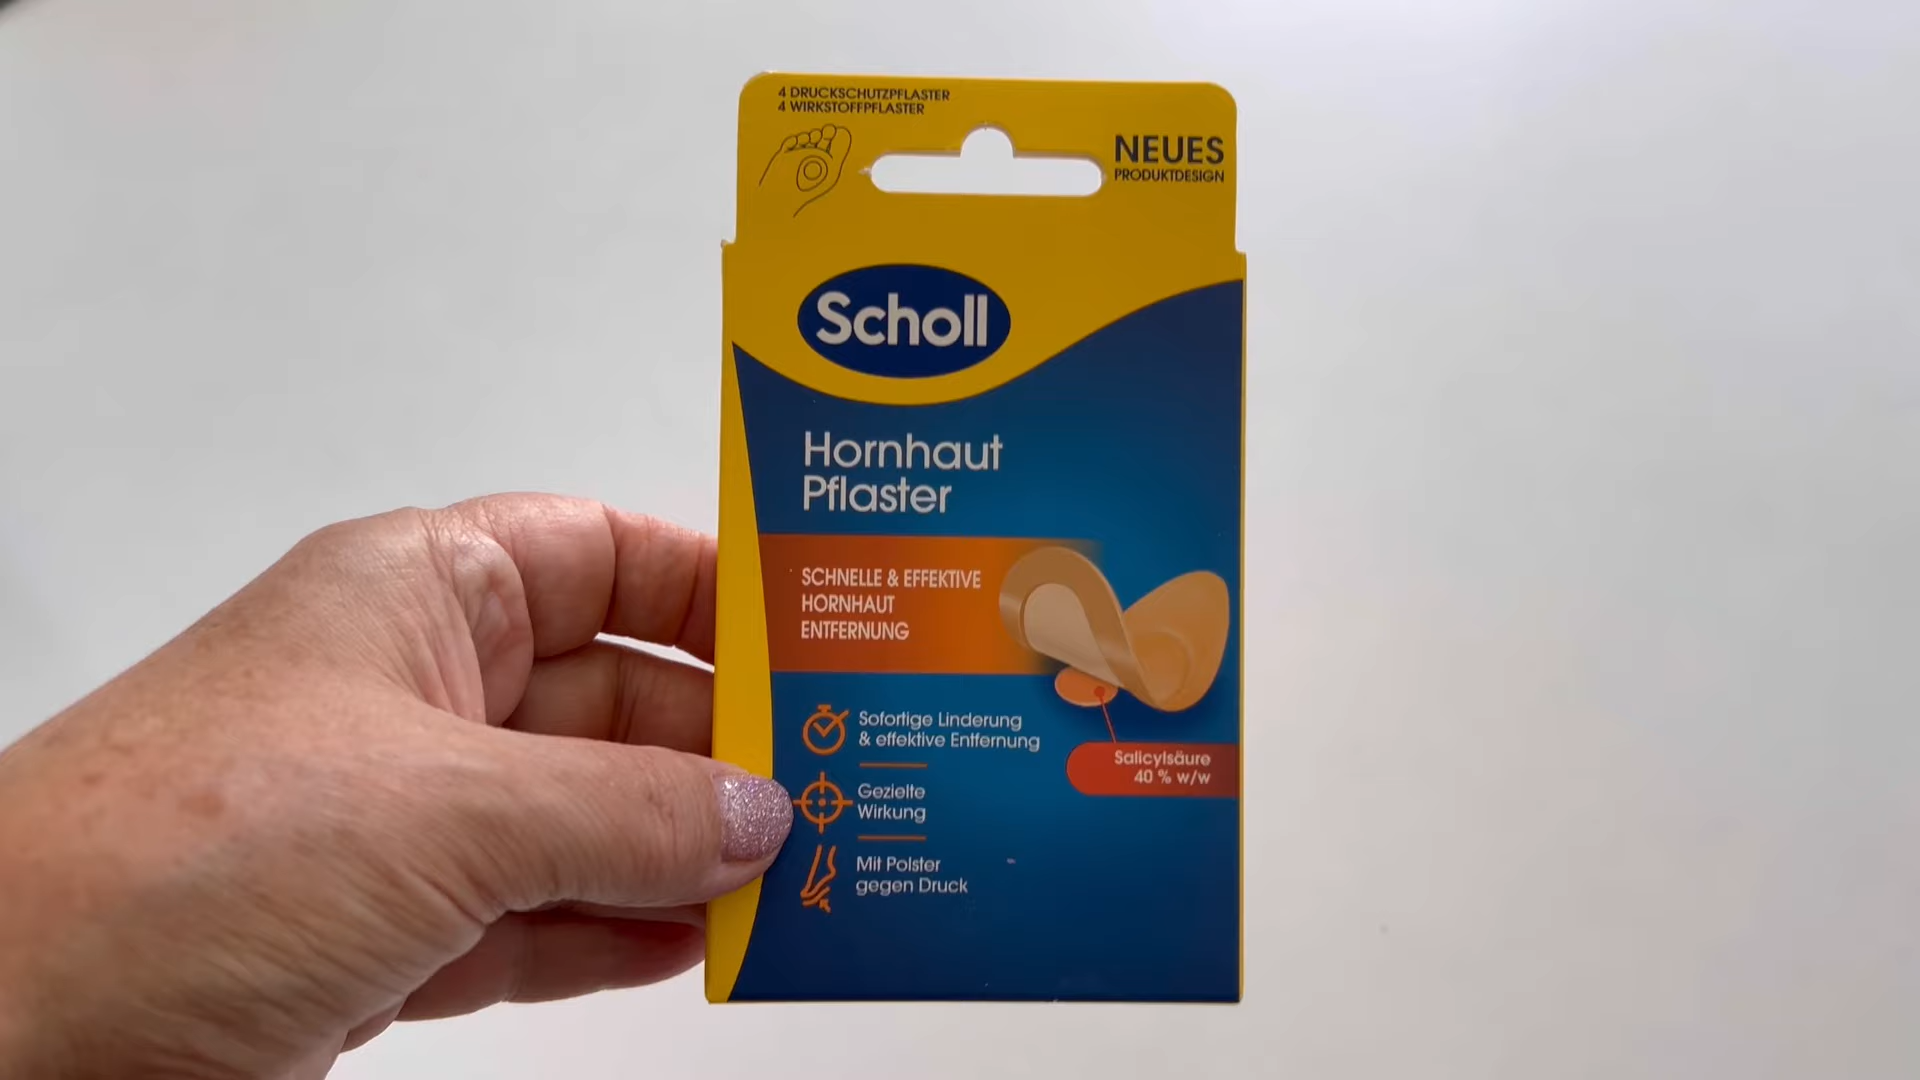 4 DRUCKSCHUTZPFLASTER
4 WIRKSTOFFPFLASTER
NEUES
PRODUKTDESIGN
Scholl
Hornhaut
Pflaster
SCHNELLE & EFFEKTIVE
HORNHAUT
ENTFERNUNG
Sofortige Linderung
& effektive Entfernung
Salicylsäure
40 % w/w
Gezielte
Wirkung
Mit Polster
gegen Druck